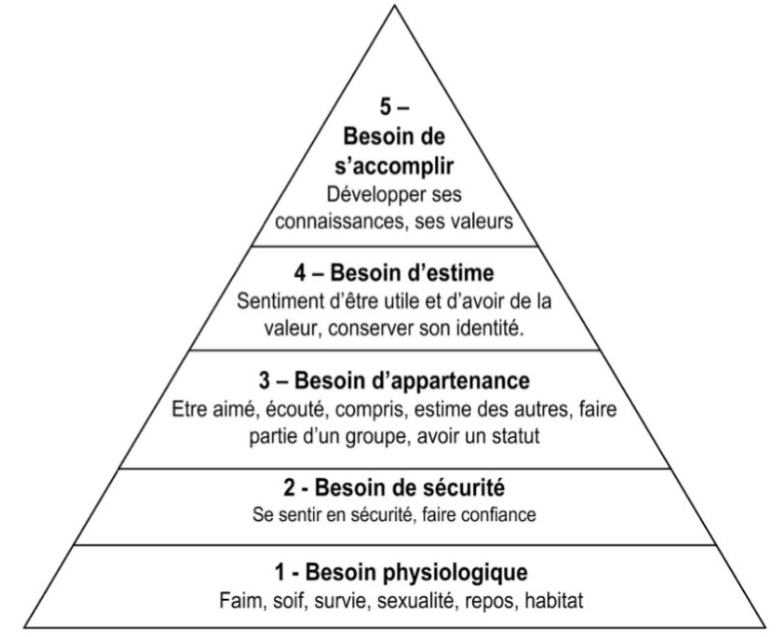 5 –
Besoin de
s’accomplir
Développer ses
connaissances, ses valeurs
4 – Besoin d’estime
Sentiment d’être utile et d’avoir de la
valeur, conserver son identité.
3 – Besoin d’appartenance
Etre aimé, écouté, compris, estime des autres, faire
partie d’un groupe, avoir un statut
2 - Besoin de sécurité
Se sentir en sécurité, faire confiance
1 - Besoin physiologique
Faim, soif, survie, sexualité, repos, habitat